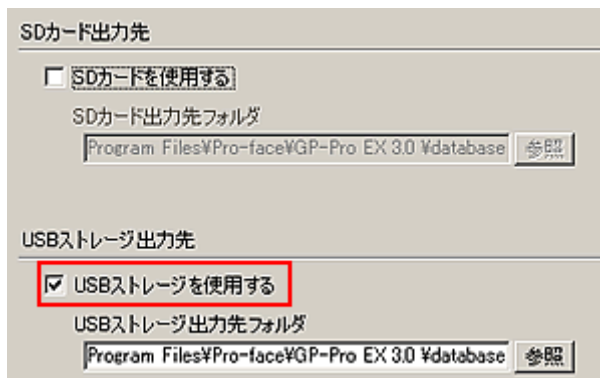 SDカード出力先
SDカードを使用する
SDカード出力先フォルダ
Program Files¥Pro-face¥GP-Pro EX 3.0 ¥database 参照
USBストレージ出力先
USBストレージを使用する
USBストレージ出力先フォルダ
Program Files¥Pro-face¥GP-Pro EX 3.0 ¥database 参照